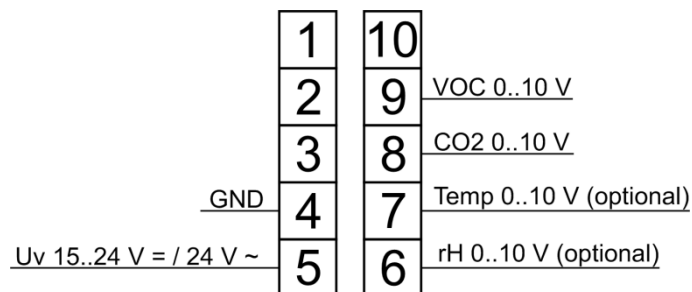 1 10
2 9 VOC 0..10 V
3 8 CO2 0..10 V
GND 4 7 Temp 0..10 V (optional)
Uv 15..24 V = / 24 V ~ 5 6 rH 0..10 V (optional)